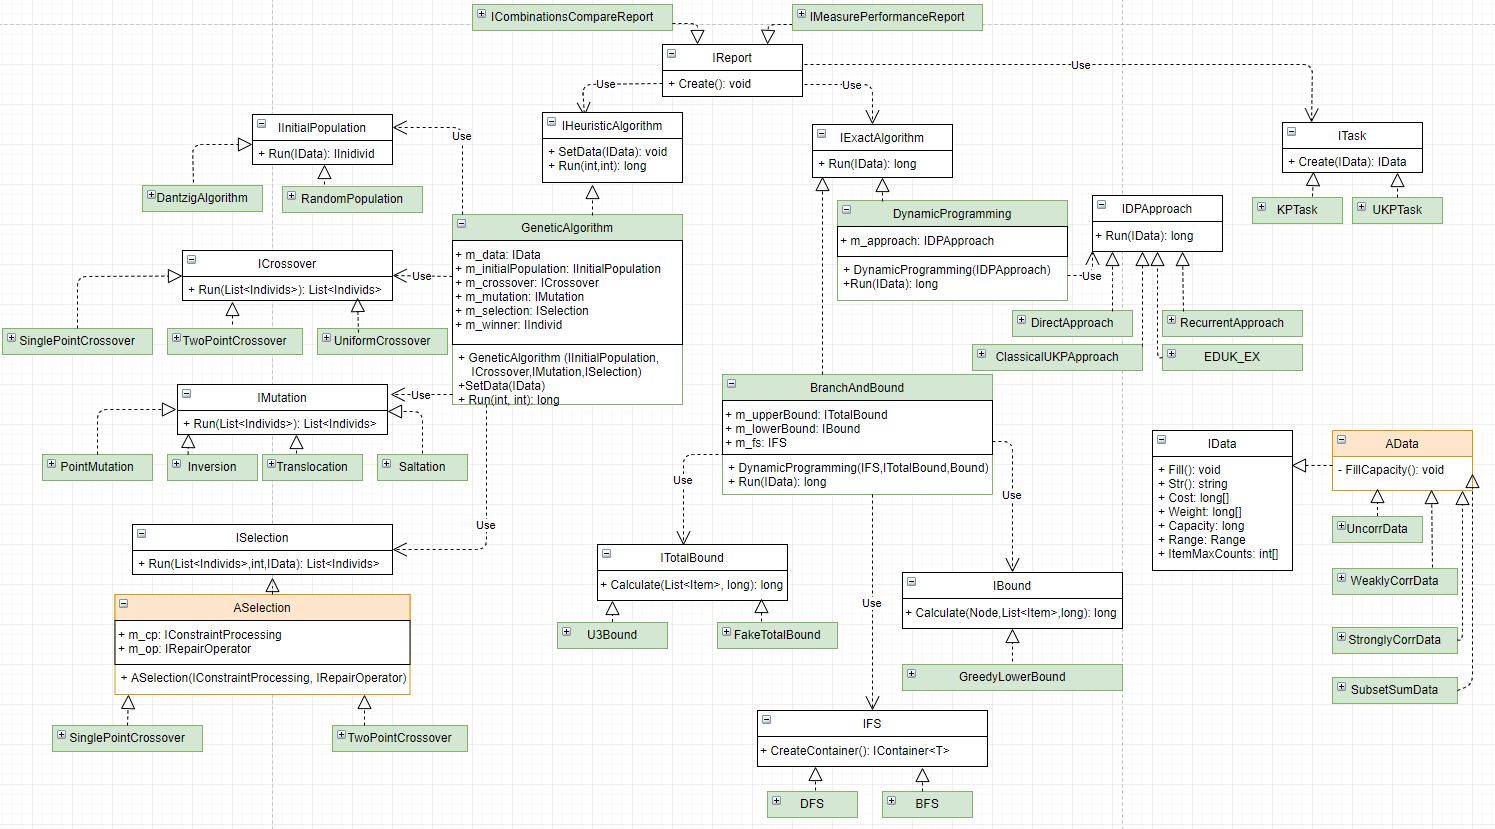 ICombinationsCompareReport
IMeasurePerformanceReport
IReport
+ Create(): void
Use
Use
Use
IInitialPopulation
+ Run(IData): IInidivid
Use
DantzigAlgorithm
RandomPopulation
IHeuristicAlgorithm
+ SetData(IData): void
+ Run(int,int): long
IExactAlgorithm
+ Run(IData): long
ITask
+ Create(IData): IData
KPTask
UKPTask
GeneticAlgorithm
+ m_data: IData
+ m_initialPopulation: IInitialPopulation
+ m_crossover: ICrossover
+ m_mutation: IMutation
+ m_selection: ISelection
+ m_winner: IIndivid
+ GeneticAlgorithm (IInitialPopulation,
ICrossover,IMutation,ISelection)
+SetData(IData)
+ Run(int, int): long
DynamicProgramming
+ m_approach: IDPApproach
+ DynamicProgramming(IDPApproach)
+Run(IData): long
Use
IDPApproach
+ Run(IData): long
DirectApproach
RecurrentApproach
ClassicalUKPApproach
EDUK_EX
ICrossover
+ Run(List<Individs>): List<Individs>
Use
SinglePointCrossover
TwoPointCrossover
UniformCrossover
IMutation
+ Run(List<Individs>): List<Individs>
Use
PointMutation
Inversion
Translocation
Saltation
BranchAndBound
+ m_upperBound: ITotalBound
+ m_lowerBound: IBound
+ m_fs: IFS
+ DynamicProgramming(IFS,ITotalBound,Bound)
+ Run(IData): long
Use
Use
Use
IData
+ Fill(): void
+ Str(): string
+ Cost: long[]
+ Weight: long[]
+ Capacity: long
+ Range: Range
+ ItemMaxCounts: int[]
AData
- FillCapacity(): void
UncorrData
WeaklyCorrData
StronglyCorrData
SubsetSumData
ISelection
+ Run(List<Individs>,int,IData): List<Individs>
Use
ASelection
+ m_cp: IConstraintProcessing
+ m_op: IRepairOperator
+ ASelection(IConstraintProcessing, IRepairOperator)
SinglePointCrossover
TwoPointCrossover
ITotalBound
+ Calculate(List<Item>, long): long
U3Bound
FakeTotalBound
IBound
+ Calculate(Node,List<Item>,long): long
GreedyLowerBound
IFS
+ CreateContainer(): IContainer<T>
DFS
BFS